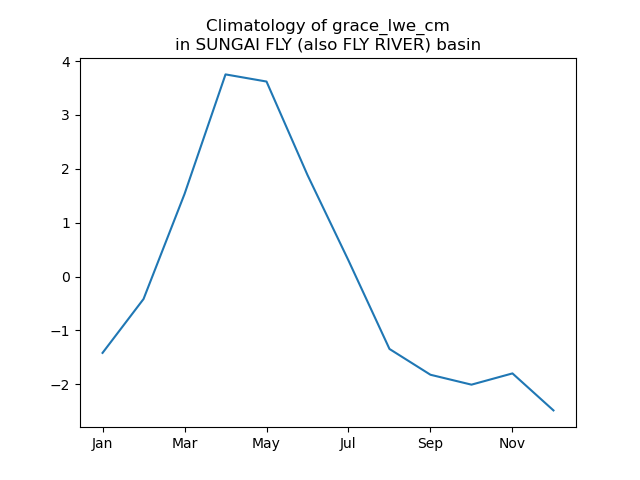 Climatology of grace_lwe_cm
in SUNGAI FLY (also FLY RIVER) basin
4
3
2
1
0
−1
−2
Jan
Mar
May
Jul
Sep
Nov